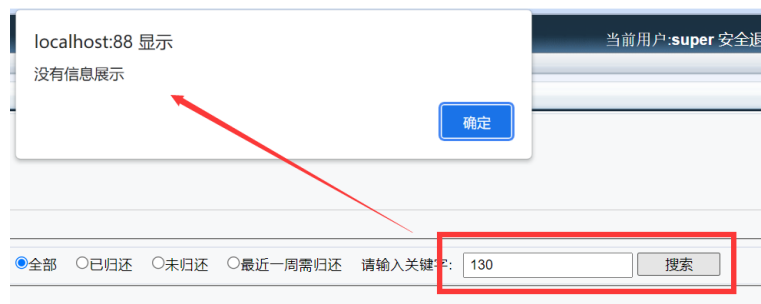 localhost:88 显示
没有信息展示
确定
当前用户:super 安全退
全部 已归还 未归还 最近一周需归还 请输入关键字: 130 搜索